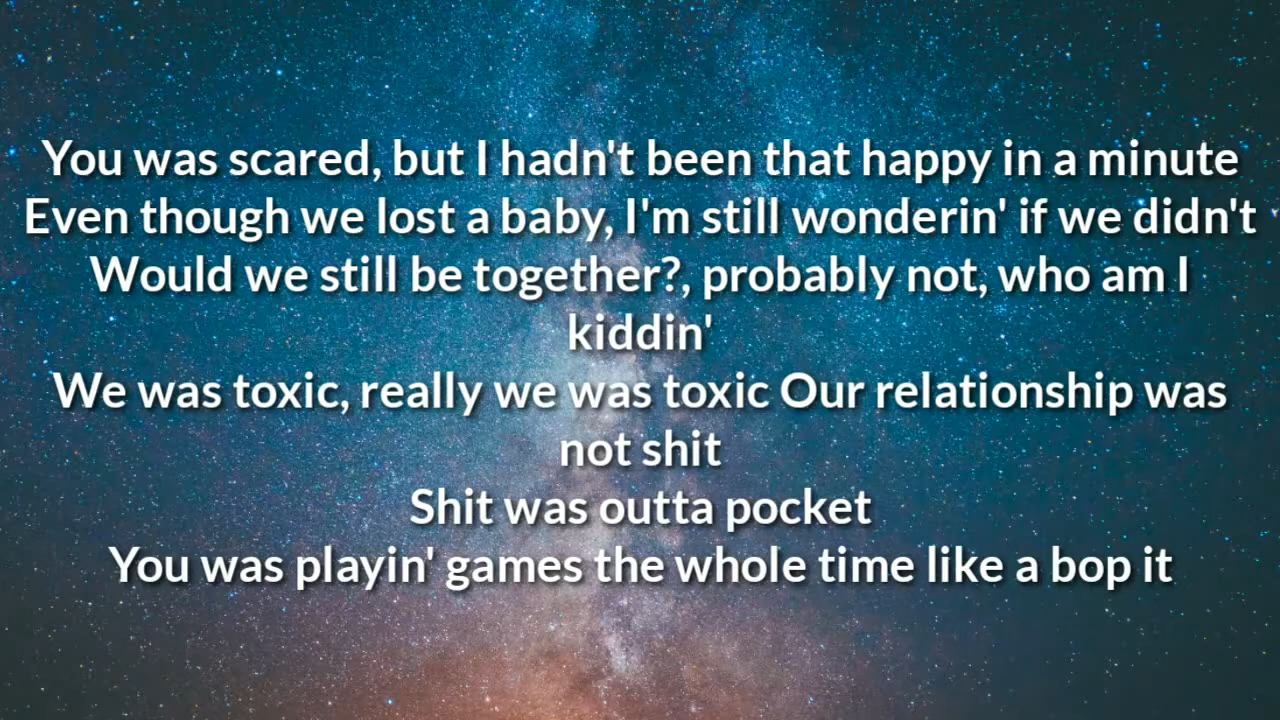 You was scared, but I hadn't been that happy in a minute
Even though we lost a baby, I'm still wonderin' if we didn't
Would we still be together?, probably not, who am I
kiddin'
We was toxic, really we was toxic Our relationship was
not shit
Shit was outta pocket
You was playin' games the whole time like a bop it